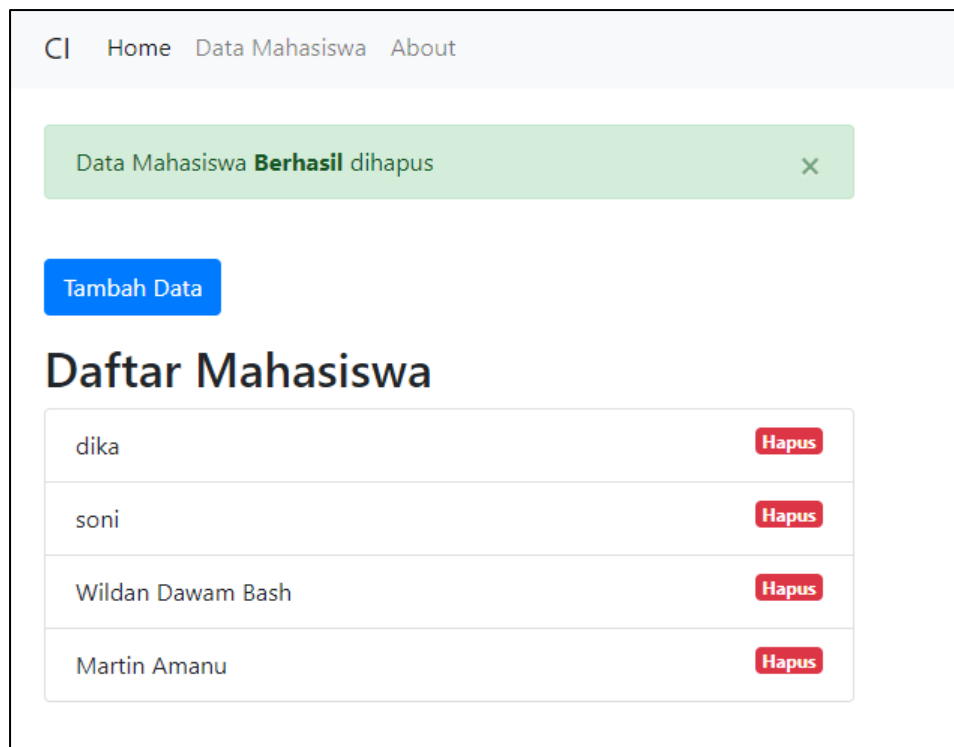 CI Home Data Mahasiswa About
Data Mahasiswa Berhasil dihapus ×
Tambah Data
Daftar Mahasiswa
dika Hapus
soni Hapus
Wildan Dawam Bash Hapus
Martin Amanu Hapus